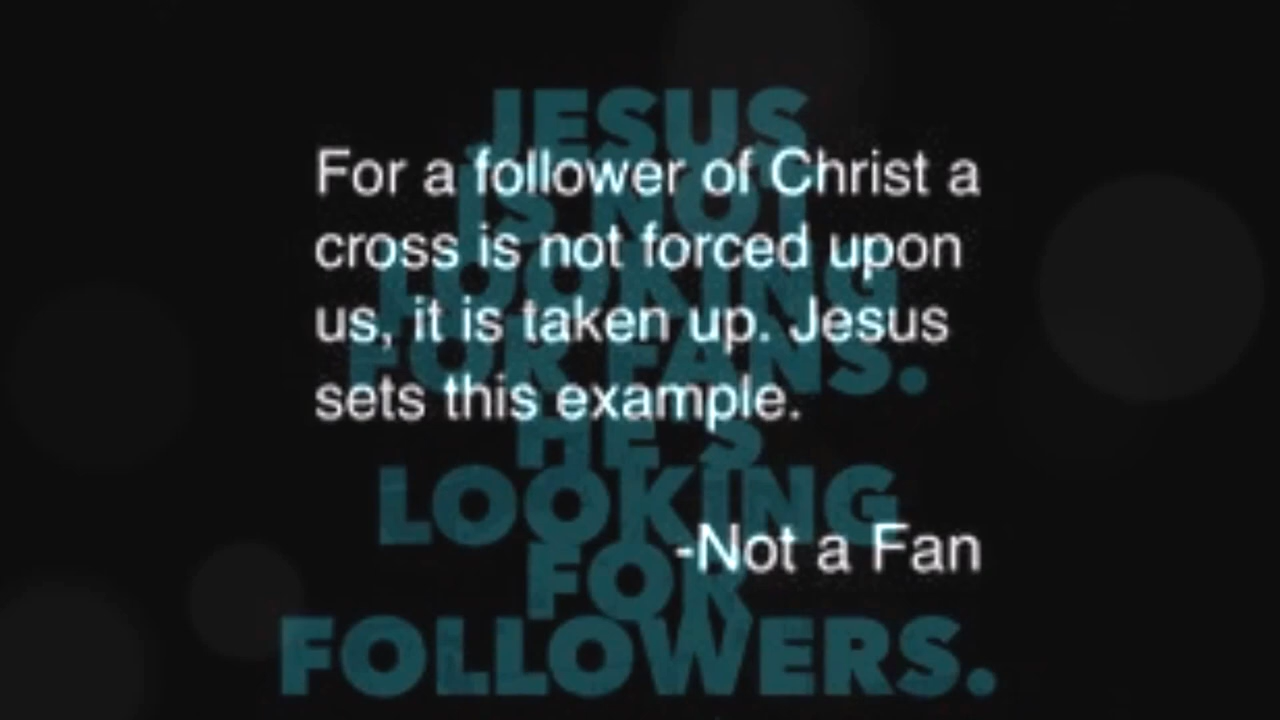 JESUS
IS NOT
LOOKING
FOR FANS.
HE'S
LOOKING
FOR
FOLLOWERS.
For a follower of Christ a
cross is not forced upon
us, it is taken up. Jesus
sets this example.
-Not a Fan